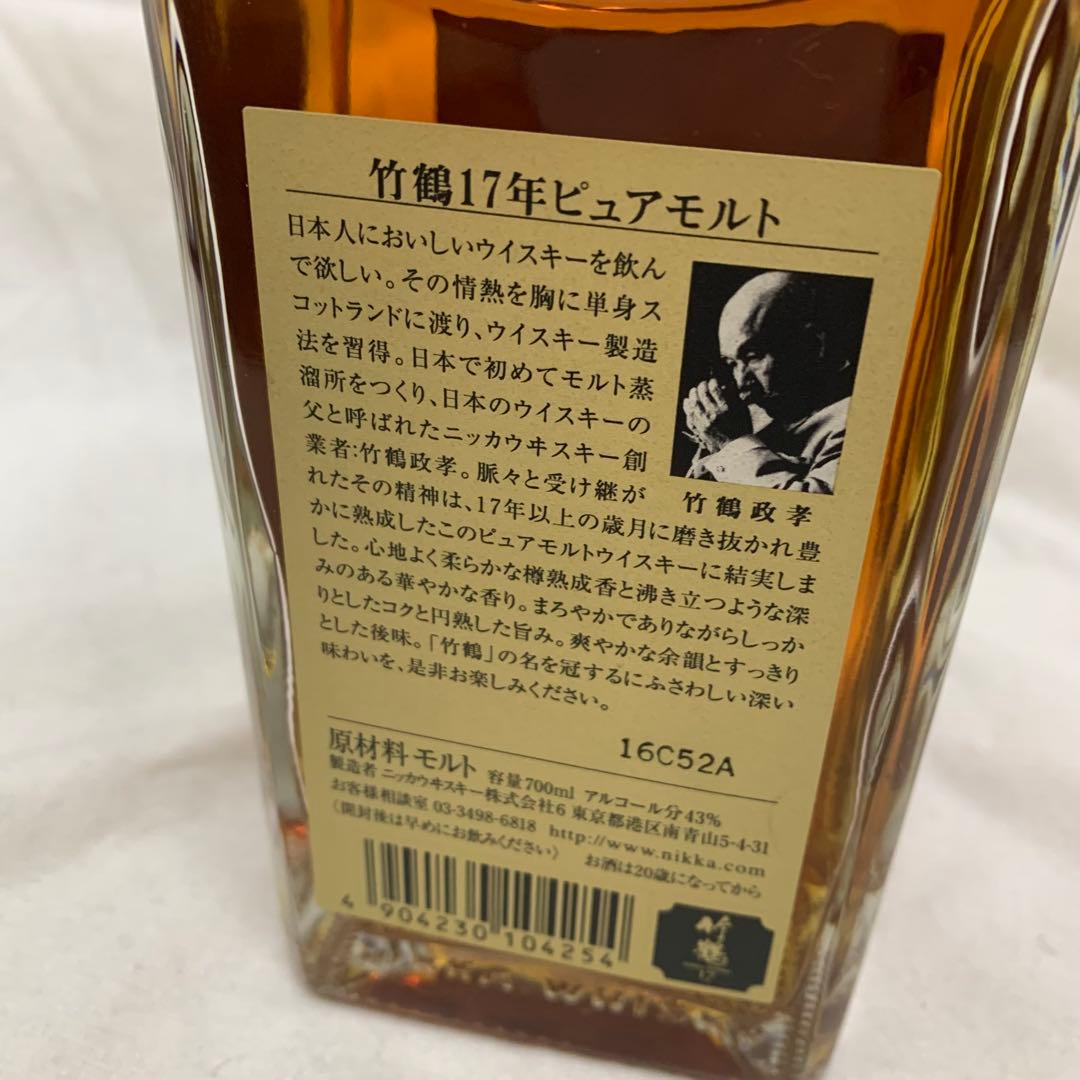 竹鶴17年ピュアモルト
日本人においしいウイスキーを飲ん
で欲しい。その情熱を胸に単身ス
コットランドに渡り、ウイスキー製造
法を習得。日本で初めてモルト蒸
溜所をつくり、日本のウイスキーの
父と呼ばれたニッカウヰスキー創
業者:竹鶴政孝。脈々と受け継が
竹鶴政孝
れたその精神は、17年以上の歳月に磨き抜かれ豊
かに熟成したこのピュアモルトウイスキーに結実しま
した。心地よく柔らかな樽熟成香と沸き立つような深
みのある華やかな香り。まろやかでありながらしっか
りとしたコクと円熟した旨み。爽やかな余韻とすっきり
とした後味。「竹鶴」の名を冠するにふさわしい深い
味わいを、是非お楽しみください。
16C52A
原材料 モルト 容量700ml アルコール分43%
製造者 ニッカウヰスキー株式会社6 東京都港区南青山5-4-31
お客様相談室 03-3498-6818 http://www.nikka.com
〈開封後は早めにお飲みください〉 お酒は20歳になってから
4 904230 104254
竹鶴
17